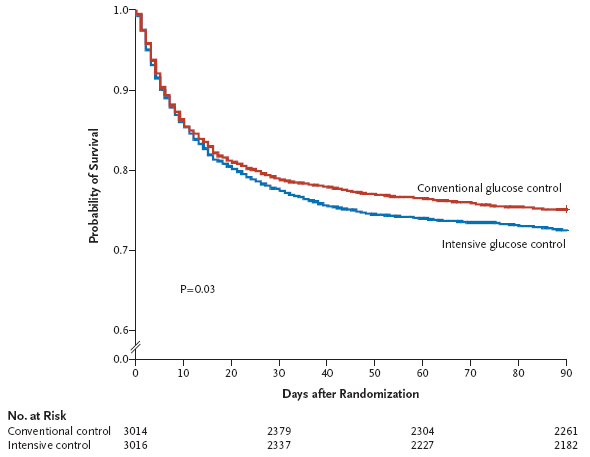 1.0
0.9
0.8
0.7
0.6
0.0
Probability of Survival
Conventional glucose control
Intensive glucose control
P=0.03
0 10 20 30 40 50 60 70 80 90
Days after Randomization
No. at Risk
Conventional control 3014 2379 2304 2261
Intensive control 3016 2337 2227 2182